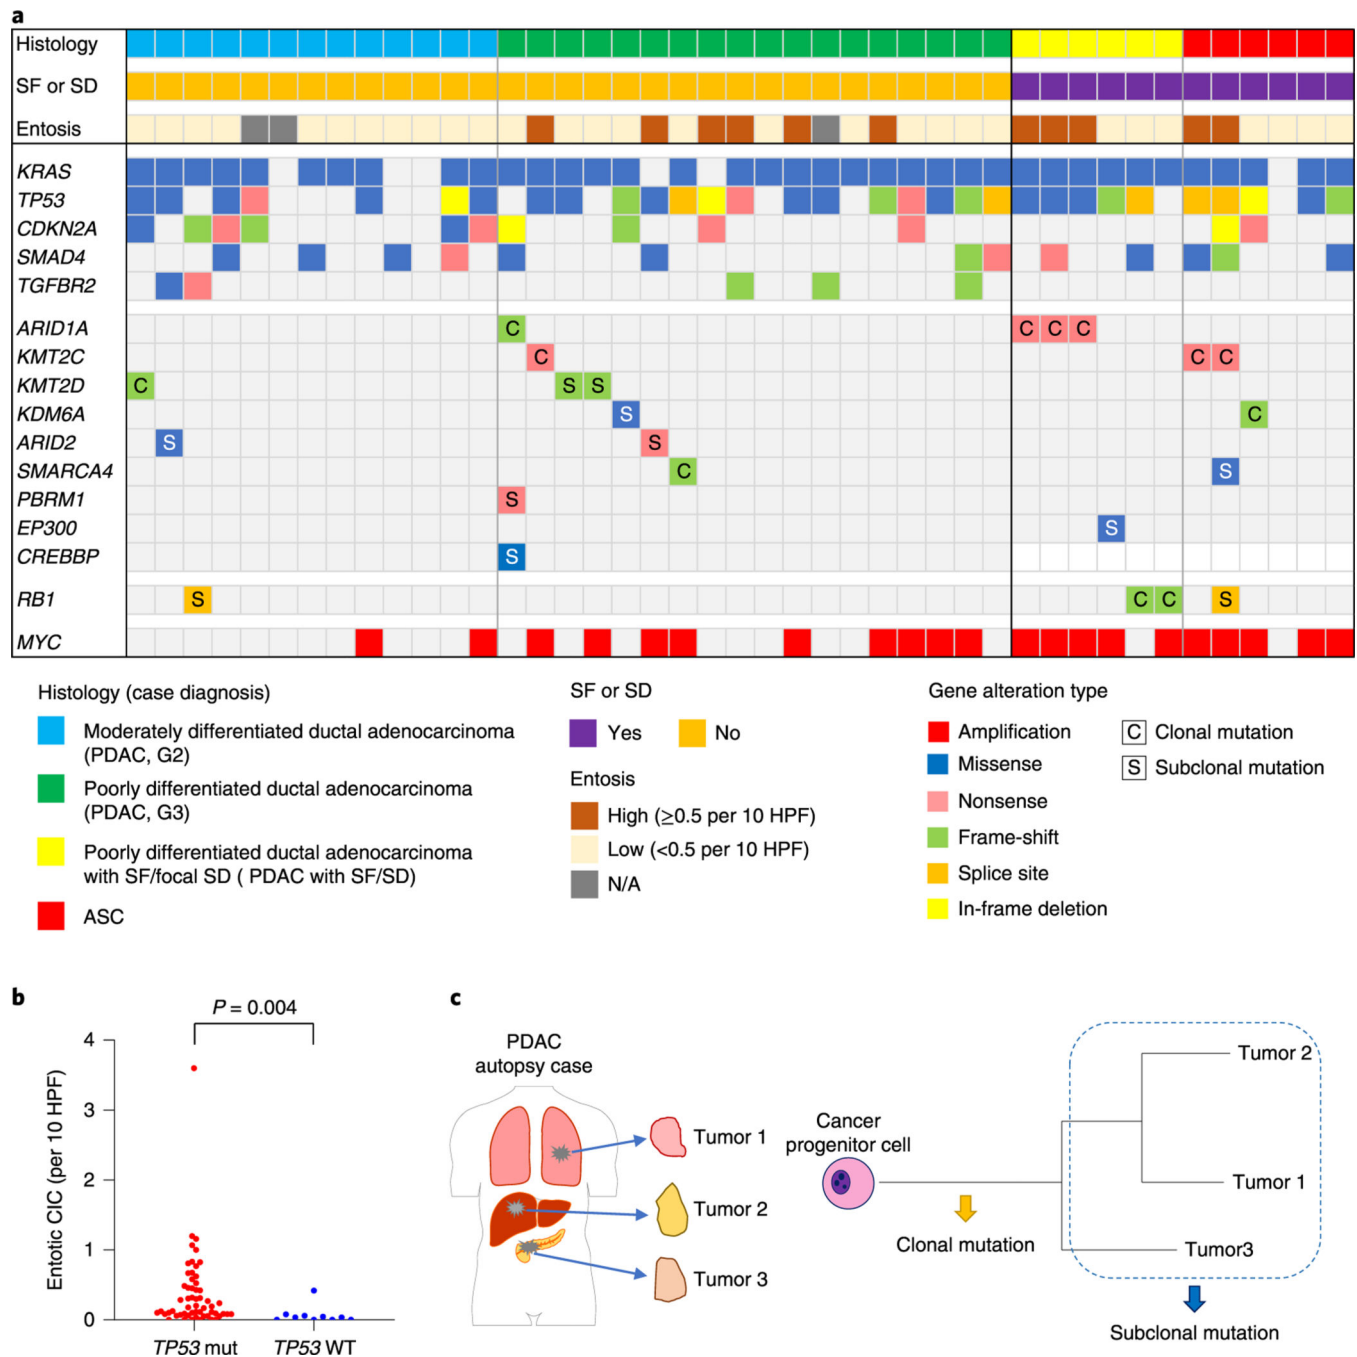 a
Histology
SF or SD
Entosis
KRAS
TP53
CDKN2A
SMAD4
TGFBR2
ARID1A C C C C
KMT2C C C C
KMT2D C S S
KDM6A S C
ARID2 S S
SMARCA4 C S
PBRM1 S
EP300 S
CREBBP S
RB1 S C C S
MYC
Histology (case diagnosis)
Moderately differentiated ductal adenocarcinoma
(PDAC, G2)
Poorly differentiated ductal adenocarcinoma
(PDAC, G3)
Poorly differentiated ductal adenocarcinoma
with SF/focal SD ( PDAC with SF/SD)
ASC
SF or SD
Yes No
Entosis
High (≥0.5 per 10 HPF)
Low (<0.5 per 10 HPF)
N/A
Gene alteration type
Amplification
Missense
Nonsense
Frame-shift
Splice site
In-frame deletion
C Clonal mutation
S Subclonal mutation
b
P = 0.004
Entotic CIC (per 10 HPF)
4
3
2
1
0
TP53 mut TP53 WT
c
PDAC
autopsy case
Tumor 1
Tumor 2
Tumor 3
Cancer
progenitor cell
Clonal mutation
Tumor 2
Tumor 1
Tumor3
Subclonal mutation